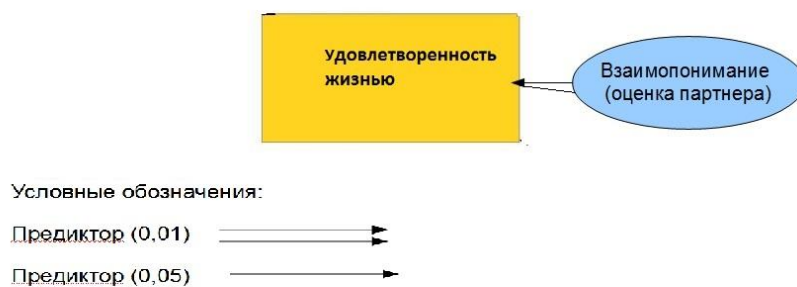 Удовлетворенность
жизнью
Взаимопонимание
(оценка партнера)
Условные обозначения:
Предиктор (0,01)
Предиктор (0,05)